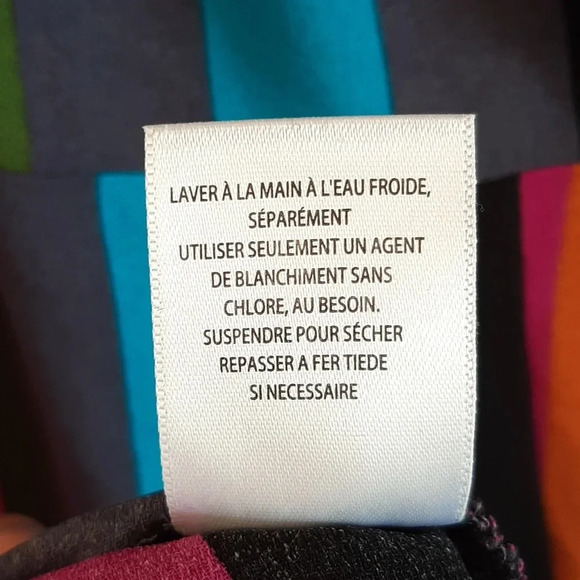 LAVER À LA MAIN À L'EAU FROIDE,
SÉPARÉMENT
UTILISER SEULEMENT UN AGENT
DE BLANCHIMENT SANS
CHLORE, AU BESOIN.
SUSPENDRE POUR SÉCHER
REPASSER A FER TIEDE
SI NECESSAIRE